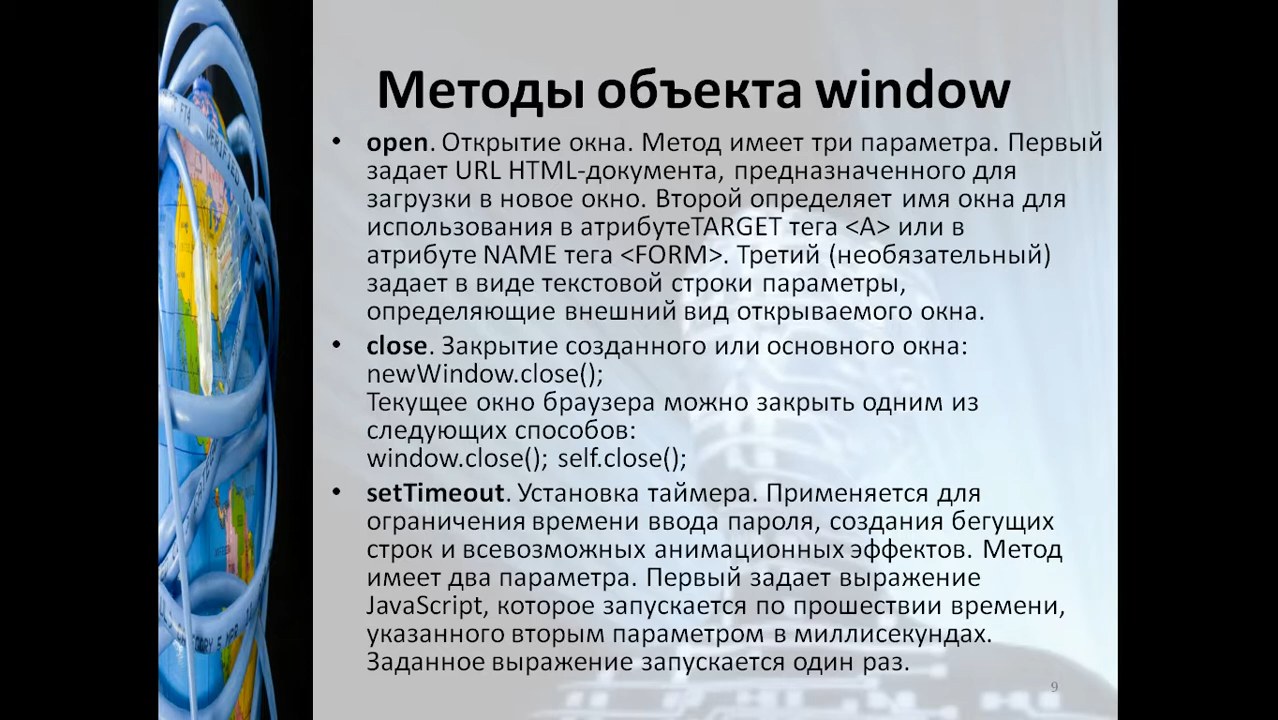 Методы объекта window
• open. Открытие окна. Метод имеет три параметра. Первый
задает URL HTML-документа, предназначенного для
загрузки в новое окно. Второй определяет имя окна для
использования в атрибутеTARGET тега <A> или в
атрибуте NAME тега <FORM>. Третий (необязательный)
задает в виде текстовой строки параметры,
определяющие внешний вид открываемого окна.
• close. Закрытие созданного или основного окна:
newWindow.close();
Текущее окно браузера можно закрыть одним из
следующих способов:
window.close(); self.close();
• setTimeout. Установка таймера. Применяется для
ограничения времени ввода пароля, создания бегущих
строк и всевозможных анимационных эффектов. Метод
имеет два параметра. Первый задает выражение
JavaScript, которое запускается по прошествии времени,
указанного вторым параметром в миллисекундах.
Заданное выражение запускается один раз.
9
VERIFIED